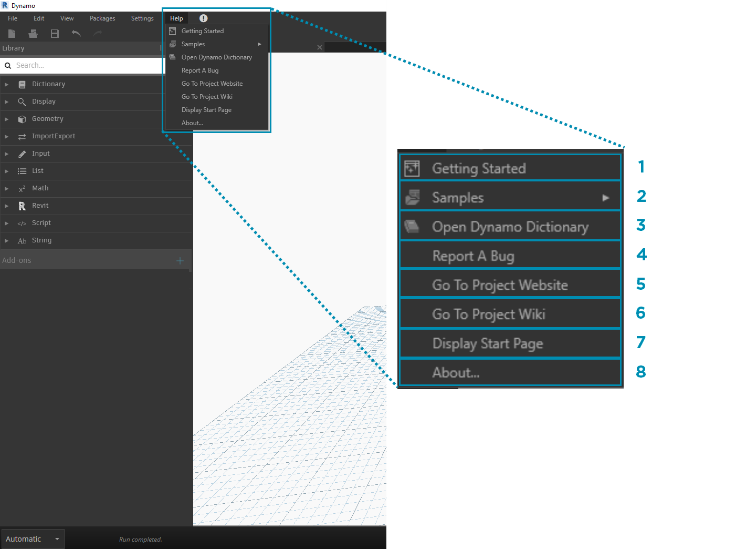 R Dynamo
File Edit View Packages Settings Help
Library
Search...
Dictionary
Display
Geometry
ImportExport
Input
List
x² Math
R Revit
</> Script
Ab String
Add-ons +
Getting Started
Samples
Open Dynamo Dictionary
Report A Bug
Go To Project Website
Go To Project Wiki
Display Start Page
About...
Getting Started 1
Samples 2
Open Dynamo Dictionary 3
Report A Bug 4
Go To Project Website 5
Go To Project Wiki 6
Display Start Page 7
About... 8
Automatic
Run completed.